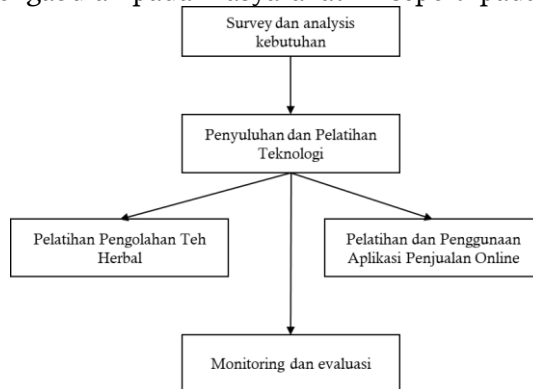 pada
Survey dan analysis
kebutuhan
Penyuluhan dan Pelatihan
Teknologi
Pelatihan Pengolahan Teh
Herbal
Pelatihan dan Penggunaan
Aplikasi Penjualan Online
Monitoring dan evaluasi